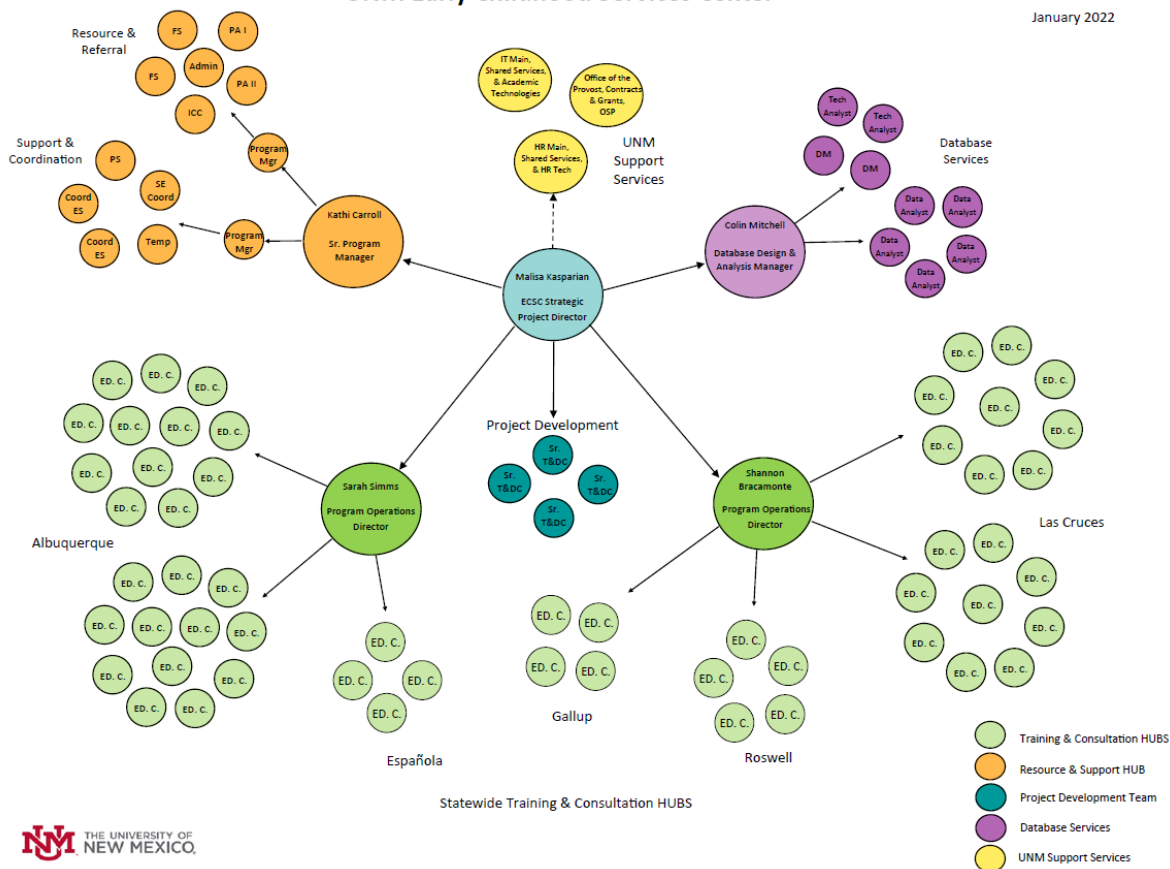 UNM Early Childhood Services Center
January 2022
Resource &
Referral
FS
PA I
Admin
FS
PA II
ICC
Program
Mgr
Support &
Coordination
PS
SE
Coord
Coord
ES
Coord
ES
Temp
Program
Mgr
Kathi Carroll
Sr. Program
Manager
IT Main,
Shared Services,
& Academic
Technologies
Office of the
Provost, Contracts
& Grants,
OSP
HR Main,
Shared Services,
& HR Tech
UNM
Support
Services
Tech
Analyst
Tech
Analyst
DM
DM
Database
Services
Data
Analyst
Data
Analyst
Data
Analyst
Data
Analyst
Data
Analyst
Colin Mitchell
Database Design &
Analysis Manager
Malisa Kasparian
ECSC Strategic
Project Director
ED. C.
ED. C.
ED. C.
ED. C.
ED. C.
ED. C.
ED. C.
ED. C.
ED. C.
ED. C.
ED. C.
ED. C.
Albuquerque
ED. C.
ED. C.
ED. C.
ED. C.
ED. C.
ED. C.
ED. C.
ED. C.
ED. C.
ED. C.
ED. C.
ED. C.
Sarah Simms
Program Operations
Director
ED. C.
ED. C.
ED. C.
ED. C.
Española
Project Development
Sr.
T&DC
Sr.
T&DC
Sr.
T&DC
Sr.
T&DC
Shannon
Bracamonte
Program Operations
Director
ED. C.
ED. C.
ED. C.
ED. C.
Gallup
ED. C.
ED. C.
ED. C.
ED. C.
ED. C.
Roswell
ED. C.
ED. C.
ED. C.
ED. C.
ED. C.
ED. C.
ED. C.
ED. C.
ED. C.
Las Cruces
ED. C.
ED. C.
ED. C.
ED. C.
ED. C.
ED. C.
ED. C.
ED. C.
ED. C.
Statewide Training & Consultation HUBS
Training & Consultation HUBS
Resource & Support HUB
Project Development Team
Database Services
UNM Support Services
UNM
THE UNIVERSITY OF
NEW MEXICO.